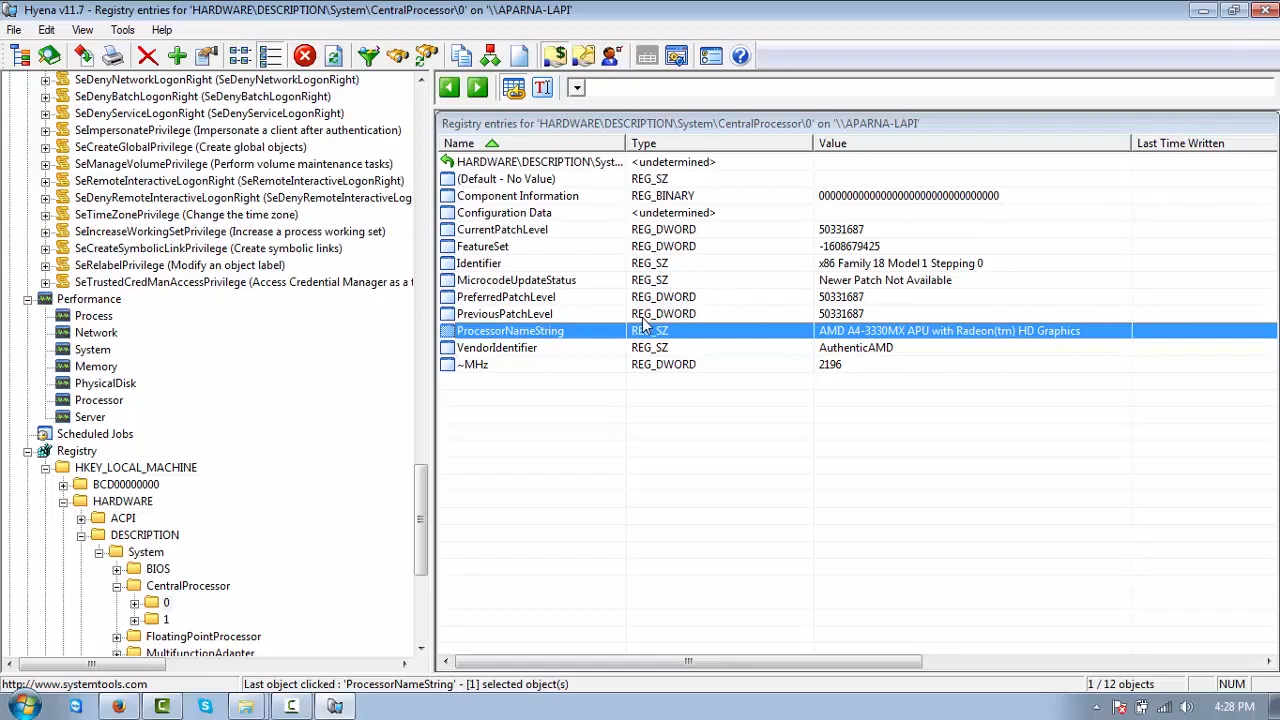 Hyena v11.7 - Registry entries for 'HARDWARE\DESCRIPTION\System\CentralProcessor\0' on '\\APARNA-LAPI'
File Edit View Tools Help
SeDenyNetworkLogonRight (SeDenyNetworkLogonRight)
SeDenyBatchLogonRight (SeDenyBatchLogonRight)
SeDenyServiceLogonRight (SeDenyServiceLogonRight)
SeImpersonatePrivilege (Impersonate a client after authentication)
SeCreateGlobalPrivilege (Create global objects)
SeManageVolumePrivilege (Perform volume maintenance tasks)
SeRemoteInteractiveLogonRight (SeRemoteInteractiveLogonRight)
SeDenyRemoteInteractiveLogonRight (SeDenyRemoteInteractiveLog
SeTimeZonePrivilege (Change the time zone)
SeIncreaseWorkingSetPrivilege (Increase a process working set)
SeCreateSymbolicLinkPrivilege (Create symbolic links)
SeRelabelPrivilege (Modify an object label)
SeTrustedCredManAccessPrivilege (Access Credential Manager as a t
Performance
Process
Network
System
Memory
PhysicalDisk
Processor
Server
Scheduled Jobs
Registry
HKEY_LOCAL_MACHINE
BCD00000000
HARDWARE
ACPI
DESCRIPTION
System
BIOS
CentralProcessor
0
1
FloatingPointProcessor
MultifunctionAdapter
Registry entries for 'HARDWARE\DESCRIPTION\System\CentralProcessor\0' on '\\APARNA-LAPI'
Name Type Value Last Time Written
HARDWARE\DESCRIPTION\Syst... <undetermined>
(Default - No Value) REG_SZ
Component Information REG_BINARY 00000000000000000000000000000000
Configuration Data <undetermined>
CurrentPatchLevel REG_DWORD 50331687
FeatureSet REG_DWORD -1608679425
Identifier REG_SZ x86 Family 18 Model 1 Stepping 0
MicrocodeUpdateStatus REG_SZ Newer Patch Not Available
PreferredPatchLevel REG_DWORD 50331687
PreviousPatchLevel REG_DWORD 50331687
ProcessorNameString REG_SZ AMD A4-3330MX APU with Radeon(tm) HD Graphics
VendorIdentifier REG_SZ AuthenticAMD
~MHz REG_DWORD 2196
http://www.systemtools.com Last object clicked : 'ProcessorNameString' - [1] selected object(s) 1 / 12 objects NUM
4:28 PM